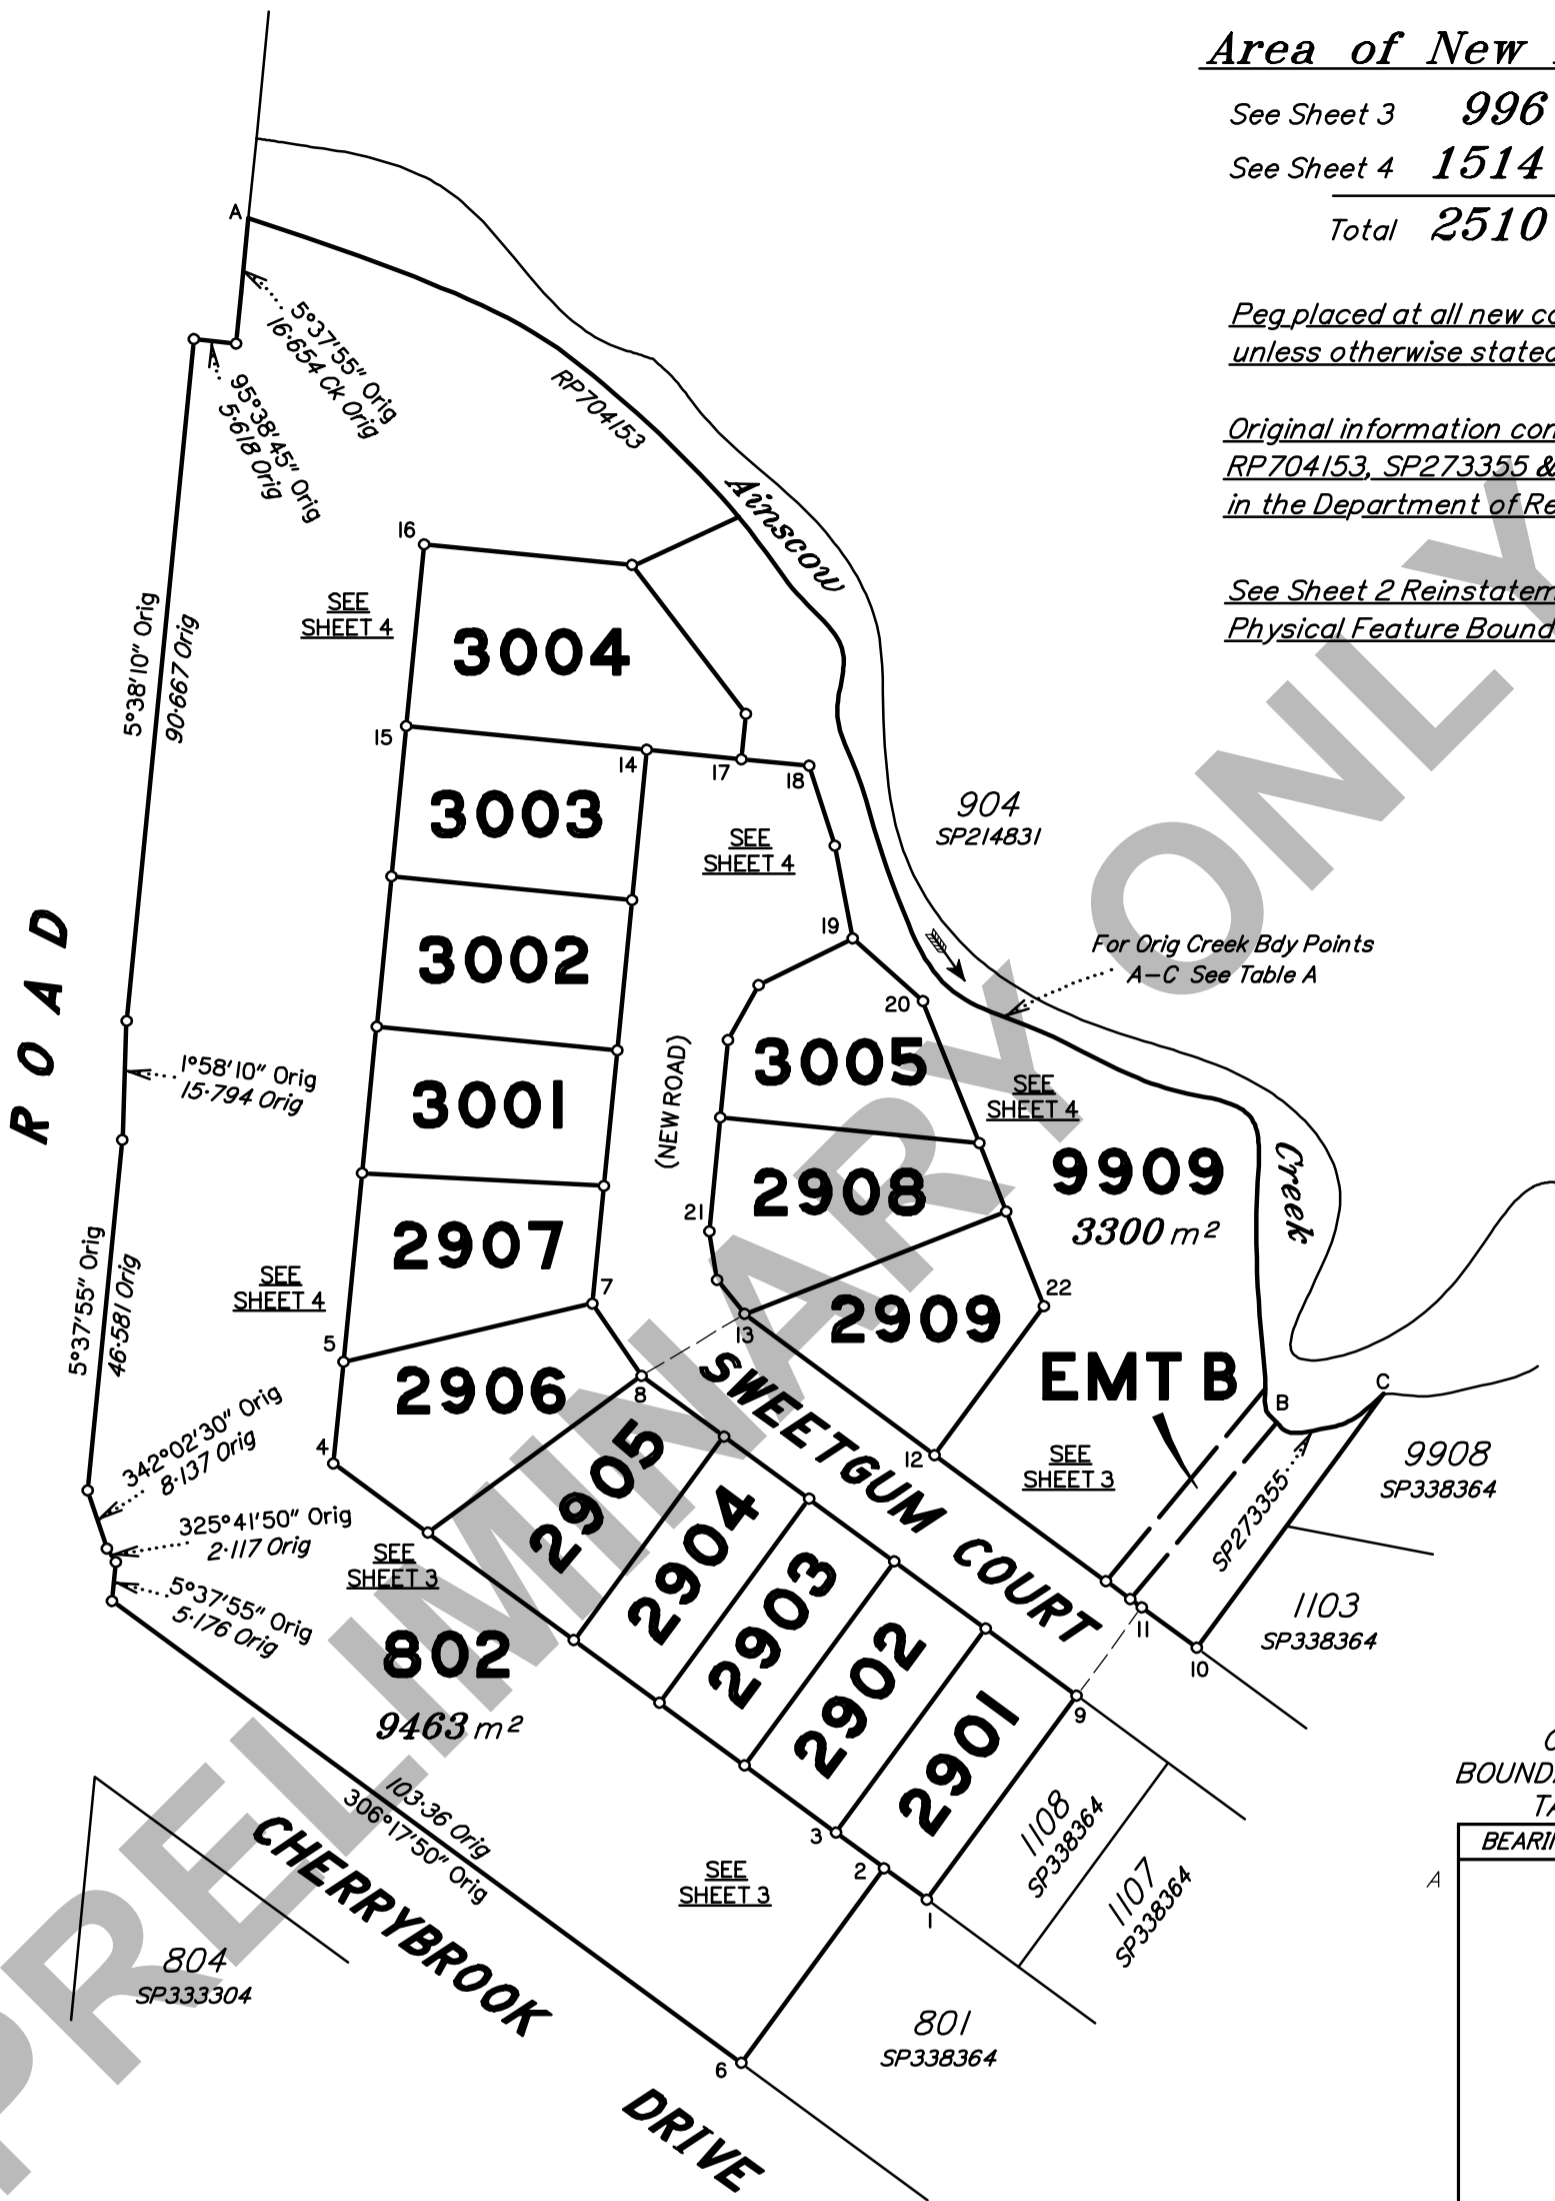 Area of New
See Sheet 3 996
See Sheet 4 1514
Total 2510
Peg placed at all new
unless otherwise stated
Original information
RP704153, SP273355 &
in the Department of
See Sheet 2
Physical Feature
A
5°37'55" Orig
16·654 Ck Orig
95°38'45" Orig
5·618 Orig
RP704153
Ainscow
16
SEE
SHEET 4
3004
5°38'10" Orig
90·667 Orig
15
14
17
18
3003
SEE
SHEET 4
904
SP214831
ROAD
3002
19
For Orig Creek Bdy Points
A-C See Table A
20
3005
1°58'10" Orig
15·794 Orig
3001
(NEW ROAD)
SEE
SHEET 4
9909
3300 m²
Creek
2908
21
2907
5°37'55" Orig
46·581 Orig
SEE
SHEET 4
7
22
2909
13
5
2906
8
SWEETGUM COURT
EMT B
B
C
342°02'30" Orig
8·137 Orig
4
12
SEE
SHEET 3
9908
SP338364
SP273355
325°41'50" Orig
2·117 Orig
2905
2904
2903
2902
2901
SEE
SHEET 3
5°37'55" Orig
5·176 Orig
802
9463 m²
11
10
1103
SP338364
9
103·36 Orig
306°17'50" Orig
CHERRYBROOK
DRIVE
1108
SP338364
1107
SP338364
3
2
1
SEE
SHEET 3
804
SP333304
801
SP338364
6
TA
A
PRELIMINARY ONLY